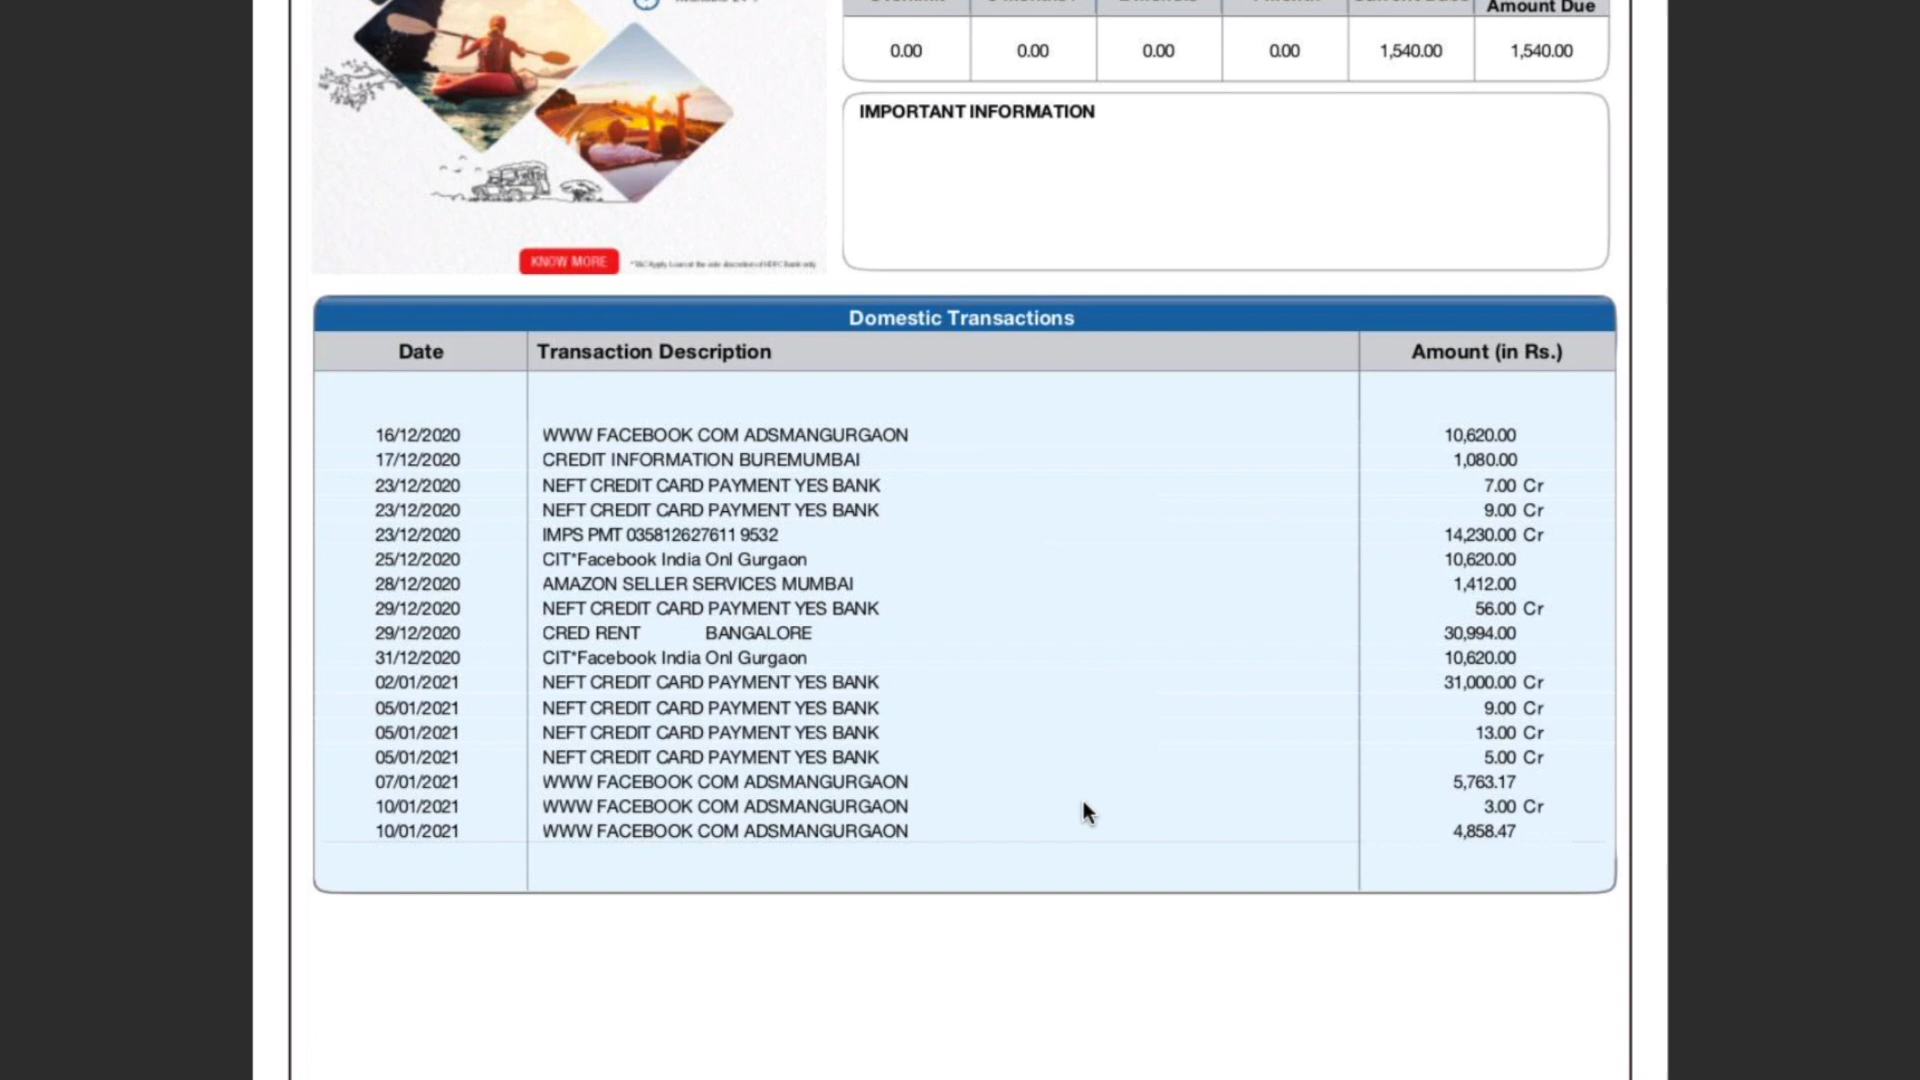 Amount Due
0.00 0.00 0.00 0.00 1,540.00 1,540.00
IMPORTANT INFORMATION
KNOW MORE
Domestic Transactions
Date Transaction Description Amount (in Rs.)
16/12/2020 WWW FACEBOOK COM ADSMANGURGAON 10,620.00
17/12/2020 CREDIT INFORMATION BUREMUMBAI 1,080.00
23/12/2020 NEFT CREDIT CARD PAYMENT YES BANK 7.00 Cr
23/12/2020 NEFT CREDIT CARD PAYMENT YES BANK 9.00 Cr
23/12/2020 IMPS PMT 035812627611 9532 14,230.00 Cr
25/12/2020 CIT*Facebook India Onl Gurgaon 10,620.00
28/12/2020 AMAZON SELLER SERVICES MUMBAI 1,412.00
29/12/2020 NEFT CREDIT CARD PAYMENT YES BANK 56.00 Cr
29/12/2020 CRED RENT BANGALORE 30,994.00
31/12/2020 CIT*Facebook India Onl Gurgaon 10,620.00
02/01/2021 NEFT CREDIT CARD PAYMENT YES BANK 31,000.00 Cr
05/01/2021 NEFT CREDIT CARD PAYMENT YES BANK 9.00 Cr
05/01/2021 NEFT CREDIT CARD PAYMENT YES BANK 13.00 Cr
05/01/2021 NEFT CREDIT CARD PAYMENT YES BANK 5.00 Cr
07/01/2021 WWW FACEBOOK COM ADSMANGURGAON 5,763.17
10/01/2021 WWW FACEBOOK COM ADSMANGURGAON 3.00 Cr
10/01/2021 WWW FACEBOOK COM ADSMANGURGAON 4,858.47